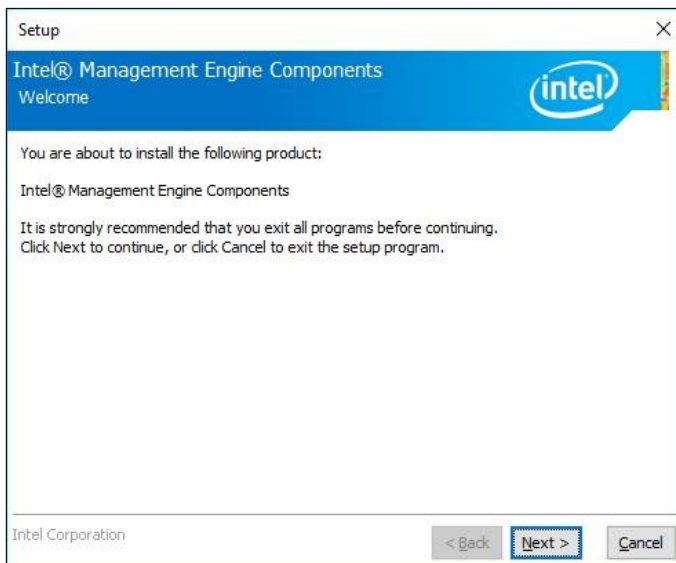 Setup
Intel® Management Engine Components
Welcome
intel
You are about to install the following product:
Intel® Management Engine Components
It is strongly recommended that you exit all programs before continuing.
Click Next to continue, or click Cancel to exit the setup program.
Intel Corporation
< Back Next > Cancel